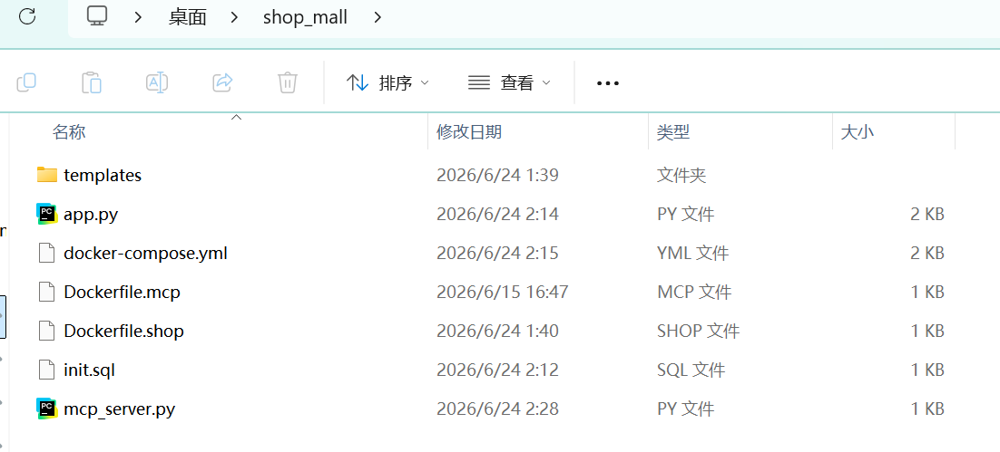 桌面 shop_mall
排序 查看
名称 修改日期 类型 大小
templates 2026/6/24 1:39 文件夹
app.py 2026/6/24 2:14 PY 文件 2 KB
docker-compose.yml 2026/6/24 2:15 YML 文件 2 KB
Dockerfile.mcp 2026/6/15 16:47 MCP 文件 1 KB
Dockerfile.shop 2026/6/24 1:40 SHOP 文件 1 KB
init.sql 2026/6/24 2:12 SQL 文件 1 KB
mcp_server.py 2026/6/24 2:28 PY 文件 1 KB